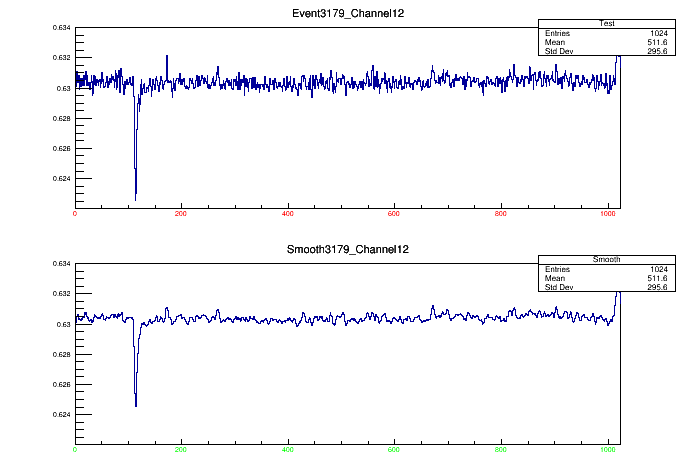 Event3179_Channel12
Test
Entries 1024
Mean 511.6
Std Dev 295.6
0.634
0.632
0.63
0.628
0.626
0.624
0 200 400 600 800 1000
Smooth3179_Channel12
Smooth
Entries 1024
Mean 511.6
Std Dev 295.6
0.634
0.632
0.63
0.628
0.626
0.624
0 200 400 600 800 1000